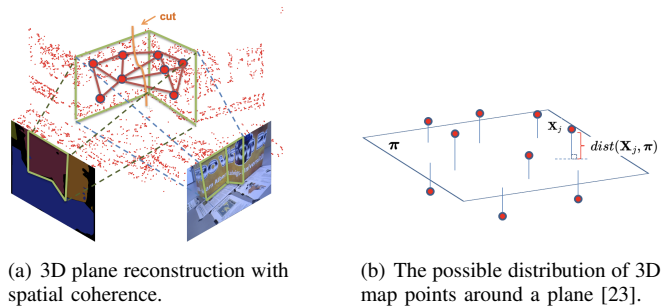 cut
π
X_j
dist(X_j, π)
(a) 3D plane reconstruction with
spatial coherence.
(b) The possible distribution of 3D
map points around a plane [23].